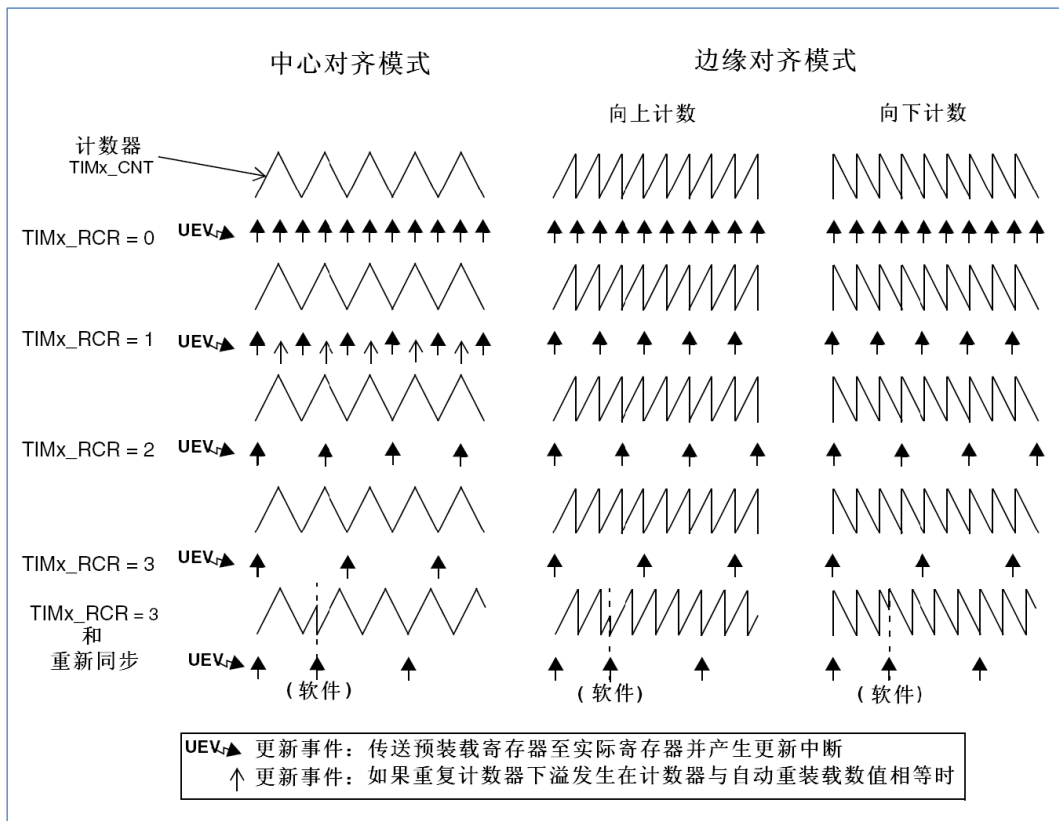 中心对齐模式
边缘对齐模式
向上计数
向下计数
计数器
TIMx_CNT
TIMx_RCR = 0
UEV
TIMx_RCR = 1
UEV
TIMx_RCR = 2
UEV
TIMx_RCR = 3
UEV
TIMx_RCR = 3
和
重新同步
UEV
(软件)
(软件)
(软件)
UEV 更新事件：传送预装载寄存器至实际寄存器并产生更新中断
更新事件：如果重复计数器下溢发生在计数器与自动重装载数值相等时